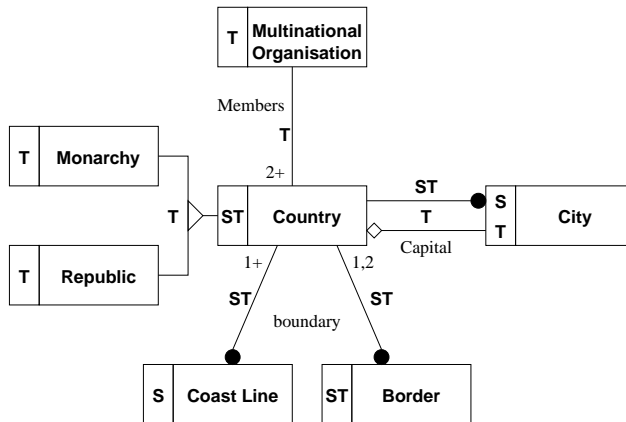 T
Multinational
Organisation
Members
T
2+
T
Monarchy
T
ST
Country
ST
T
Capital
S
T
City
T
Republic
1+
1,2
ST
ST
boundary
S
Coast Line
ST
Border